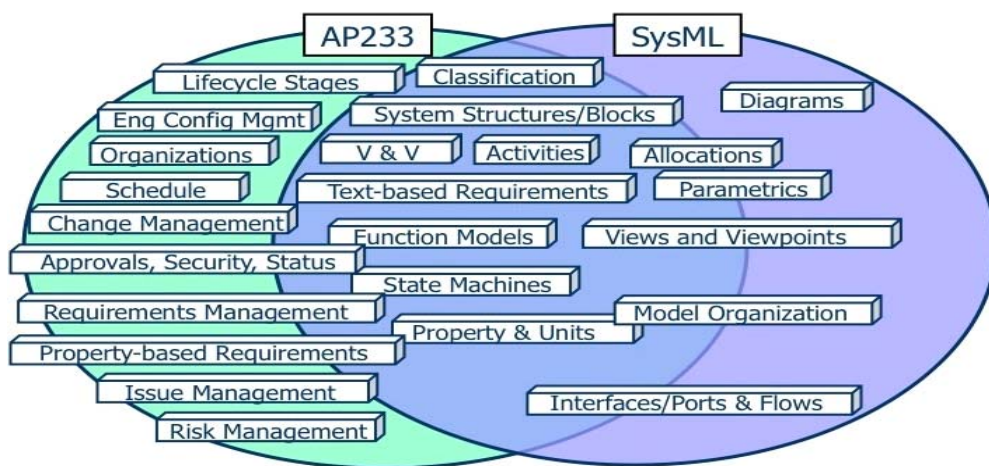 AP233
SysML
Lifecycle Stages
Classification
Diagrams
Eng Config Mgmt
System Structures/Blocks
Organizations
V & V
Activities
Allocations
Schedule
Text-based Requirements
Parametrics
Change Management
Function Models
Views and Viewpoints
Approvals, Security, Status
State Machines
Requirements Management
Model Organization
Property & Units
Property-based Requirements
Issue Management
Interfaces/Ports & Flows
Risk Management